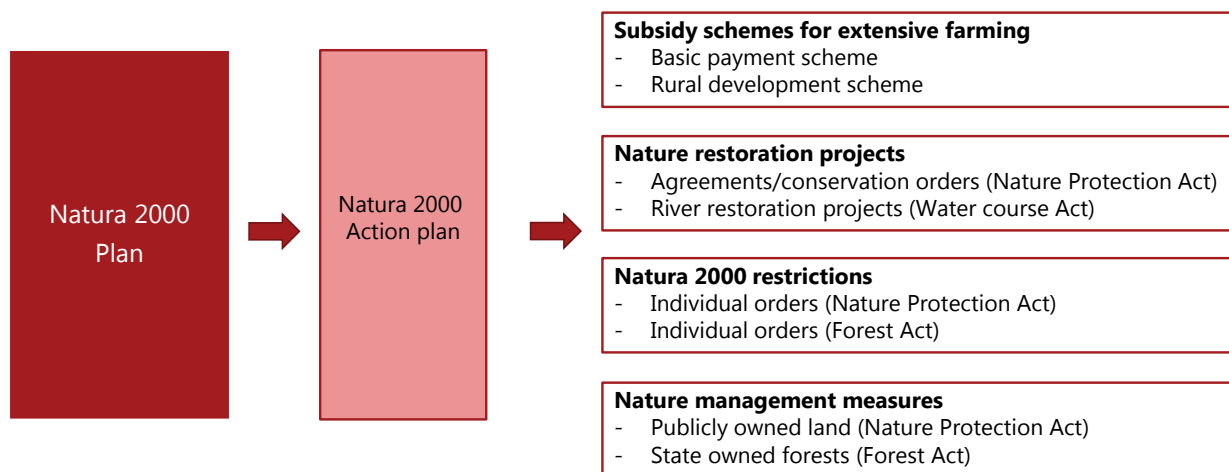 Natura 2000
Plan
Natura 2000
Action plan
Subsidy schemes for extensive farming
- Basic payment scheme
- Rural development scheme
Nature restoration projects
- Agreements/conservation orders (Nature Protection Act)
- River restoration projects (Water course Act)
Natura 2000 restrictions
- Individual orders (Nature Protection Act)
- Individual orders (Forest Act)
Nature management measures
- Publicly owned land (Nature Protection Act)
- State owned forests (Forest Act)